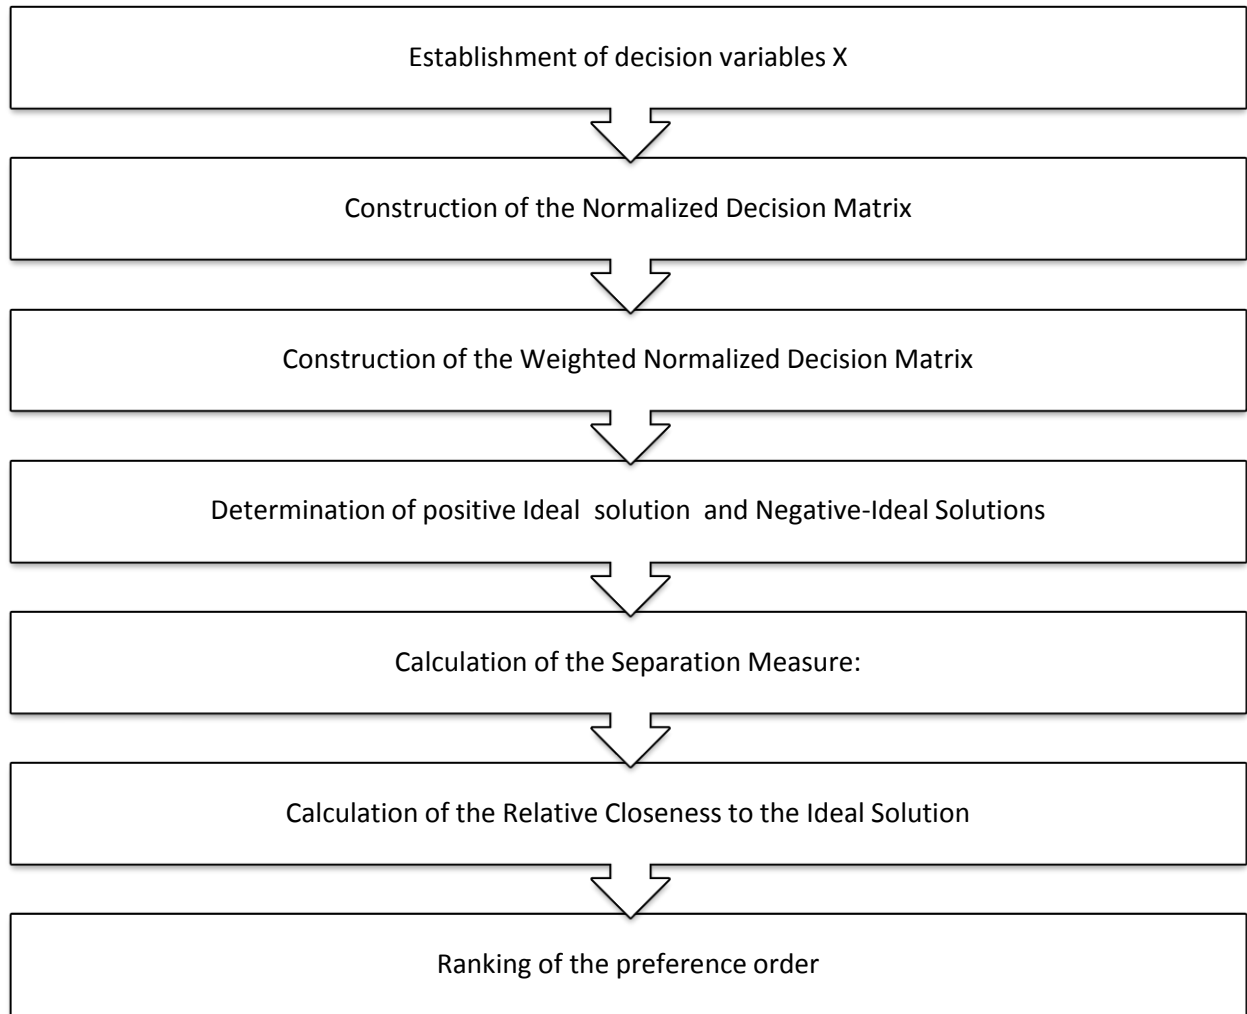 Establishment of decision variables X
Construction of the Normalized Decision Matrix
Construction of the Weighted Normalized Decision Matrix
Determination of positive Ideal  solution  and Negative-Ideal Solutions
Calculation of the Separation Measure:
Calculation of the Relative Closeness to the Ideal Solution
Ranking of the preference order